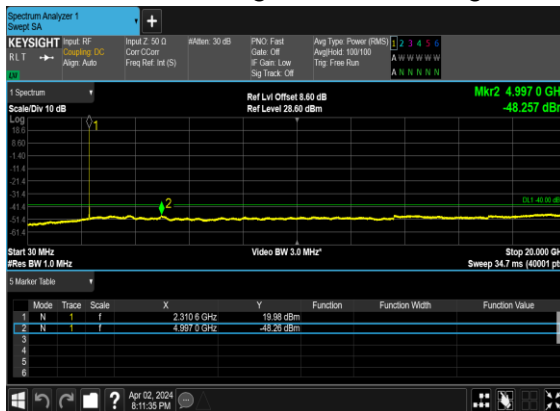 Spectrum Analyzer 1
Swept SA
KEYSIGHT Input: RF Input Z: 50 Ω #Atten: 30 dB PNO: Fast Avg Type: Power (RMS) 1 2 3 4 5 6
RLT Coupling: DC Corr CCorr Gate: Off Avg|Hold: 100/100 A W W W W W
Align: Auto Freq Ref: Int (S) IF Gain: Low Trig: Free Run
Sig Track: Off A N N N N N
1 Spectrum Ref Lvl Offset 8.60 dB Mkr2 4.997 0 GH
Scale/Div 10 dB Ref Level 28.60 dBm -48.257 dBm
Log
18.6
8.60
-1.40
-11.4
-21.4
-31.4
-41.4
-51.4
-61.4
1
2
DL1 -40.00 dB
Start 30 MHz Video BW 3.0 MHz* Stop 20.000 GH
#Res BW 1.0 MHz Sweep 34.7 ms (40001 pt
5 Marker Table
Mode Trace Scale X Y Function Function Width Function Value
1 N 1 f 2.310 6 GHz 19.98 dBm
2 N 1 f 4.997 0 GHz -48.26 dBm
3
4
5
6
? Apr 02, 2024
8:11:35 PM